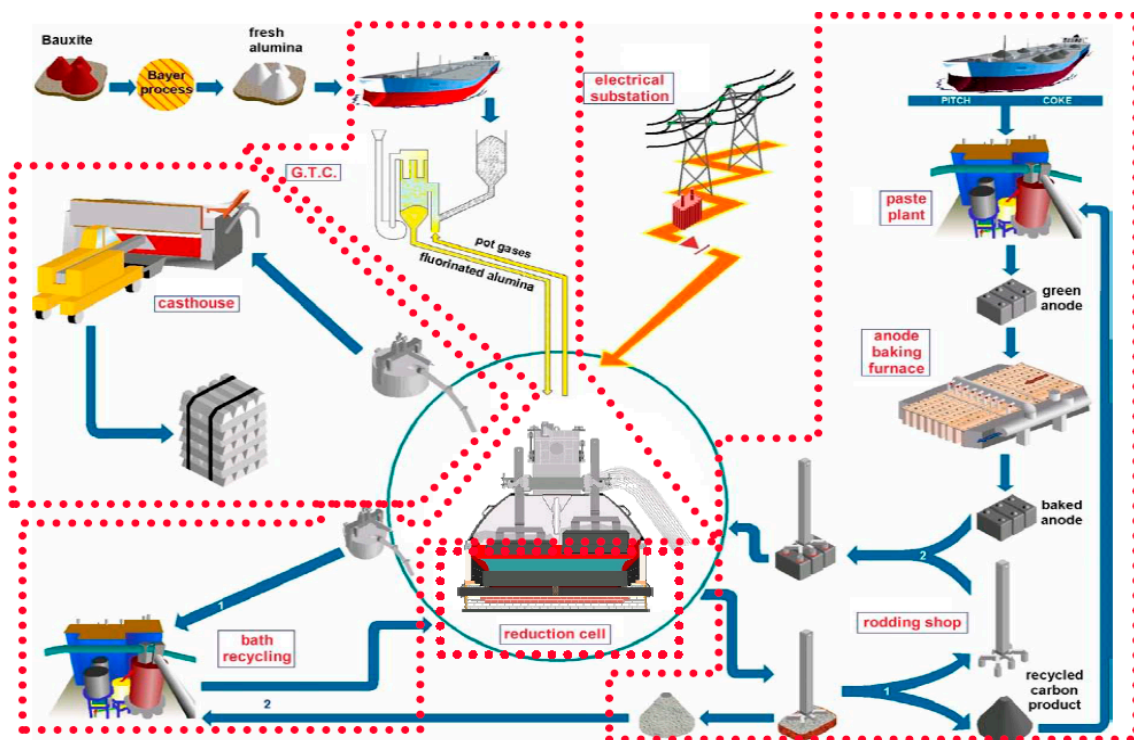 Bauxite
Bayer
process
fresh
alumina
electrical
substation
PITCH COKE
G.T.C.
paste
plant
pot gases
fluorinated alumina
casthouse
green
anode
anode
baking
furnace
baked
anode
2
1
rodding shop
bath
recycling
reduction cell
recycled
carbon
product
1
2